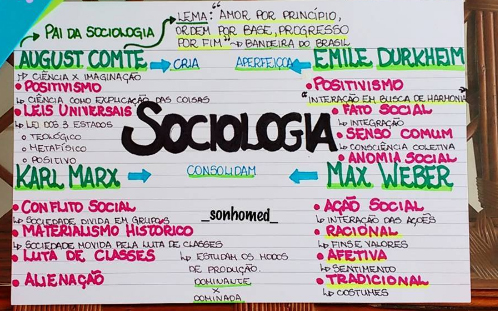 → PAI DA SOCIOLOGIA
→ LEMA: "AMOR POR PRINCÍPIO,
ORDEM POR BASE, PROGRESSO
POR FIM" → BANDEIRA DO BRASIL
AUGUST COMTE → CRIA
APERFEIÇOA ← EMILE DURKHEIM
↳ CIÊNCIA X IMAGINAÇÃO
• POSITIVISMO
↳ CIÊNCIA COMO EXPLICAÇÃO DAS COISAS
• LEIS UNIVERSAIS
↳ LEI DOS 3 ESTADOS
○ TEOLÓGICO
○ METAFÍSICO
○ POSITIVO
SOCIOLOGIA
• POSITIVISMO
"INTERAÇÃO EM BUSCA DE HARMONIA"
• FATO SOCIAL
↳ INTEGRAÇÃO
• SENSO COMUM
↳ CONSCIÊNCIA COLETIVA
• ANOMIA SOCIAL
KARL MARX → CONSOLIDAM ← MAX WEBER
_sonhomed_
• CONFLITO SOCIAL
↳ SOCIEDADE DIVIDA EM GRUPOS
• MATERIALISMO HISTÓRICO
↳ SOCIEDADE MOVIDA PELA LUTA DE CLASSES
• LUTA DE CLASSES
↳ ESTUDAM OS MODOS
DE PRODUÇÃO.
DOMINANTE
X
DOMINADA
• ALIENAÇÃO
• AÇÃO SOCIAL
↳ INTERAÇÃO DAS AÇÕES
• RACIONAL
↳ FINS E VALORES
• AFETIVA
↳ SENTIMENTO
• TRADICIONAL
↳ COSTUMES